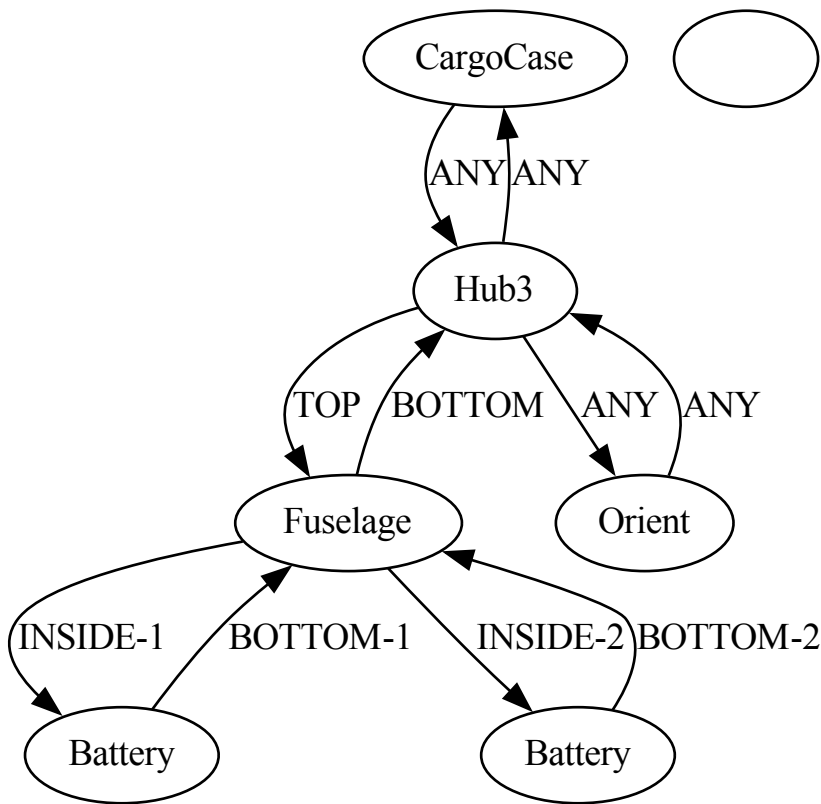 CargoCase
ANY ANY
Hub3
TOP BOTTOM ANY ANY
Fuselage Orient
INSIDE-1 BOTTOM-1 INSIDE-2 BOTTOM-2
Battery Battery